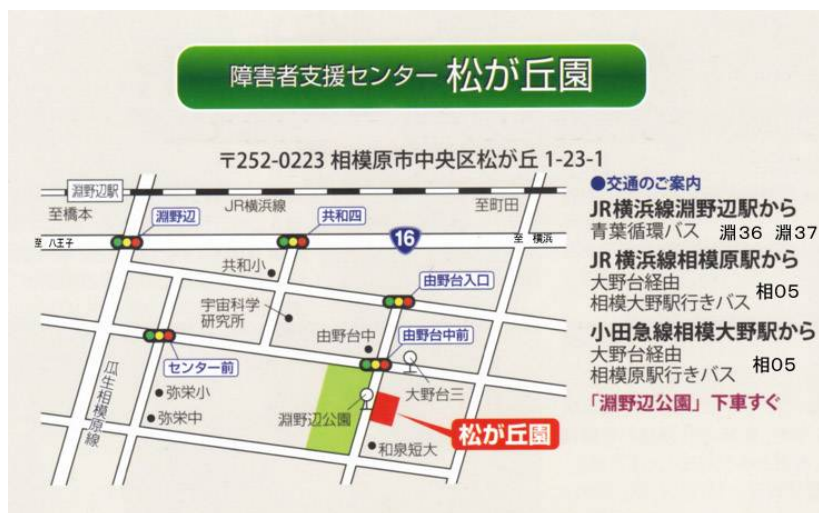 障害者支援センター 松が丘園
〒252-0223 相模原市中央区松が丘 1-23-1
淵野辺駅
至橋本
JR横浜線
至町田
淵野辺
共和四
至 八王子
16
至 横浜
共和小
由野台入口
宇宙科学
研究所
由野台中
由野台中前
センター前
大野台三
瓜生相模原線
弥栄小
弥栄中
淵野辺公園
松が丘園
和泉短大
●交通のご案内
JR横浜線淵野辺駅から
青葉循環バス 淵36 淵37
JR横浜線相模原駅から
大野台経由
相模大野駅行きバス 相05
小田急線相模大野駅から
大野台経由
相模原駅行きバス 相05
「淵野辺公園」下車すぐ